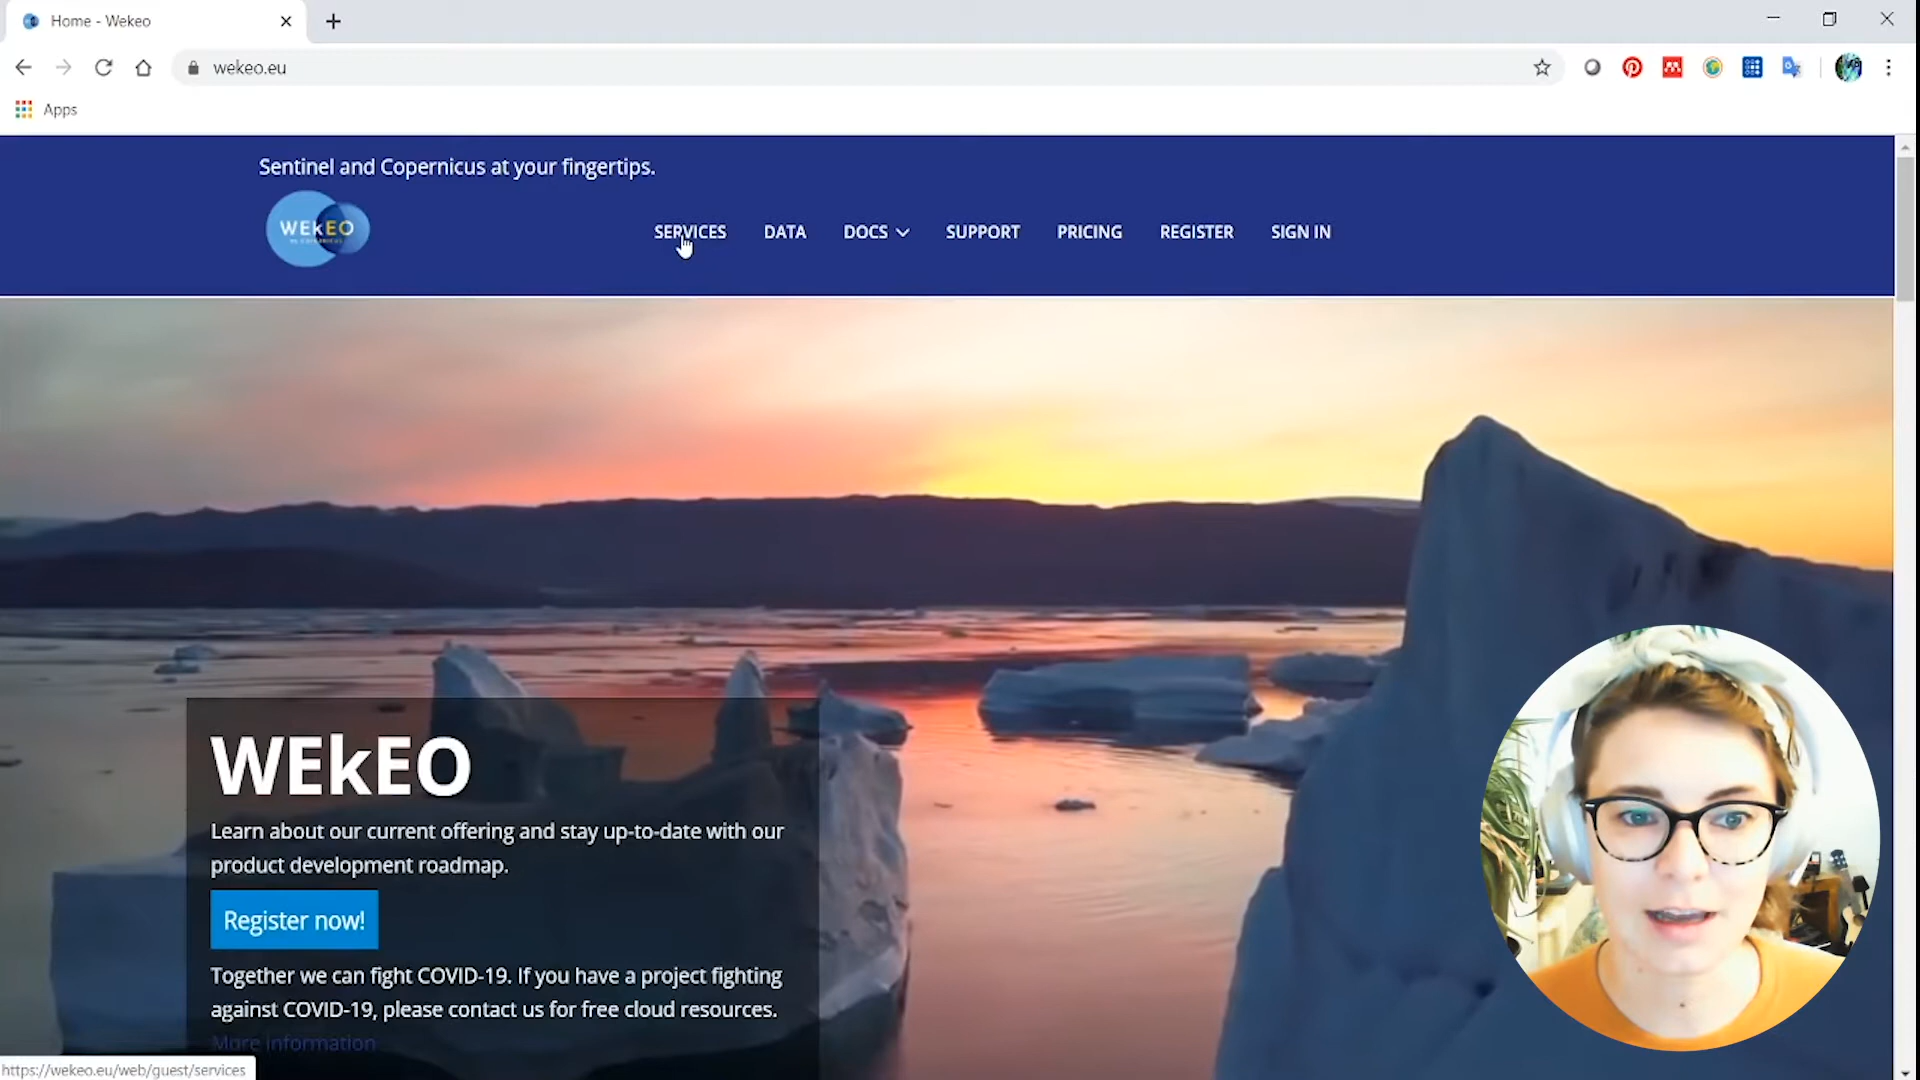 Home - Wekeo
wekeo.eu
Apps
Sentinel and Copernicus at your fingertips.
WEkEO
SERVICES DATA DOCS SUPPORT PRICING REGISTER SIGN IN
WEkEO
Learn about our current offering and stay up-to-date with our
product development roadmap.
Register now!
Together we can fight COVID-19. If you have a project fighting
against COVID-19, please contact us for free cloud resources.
More information
https://wekeo.eu/web/guest/services